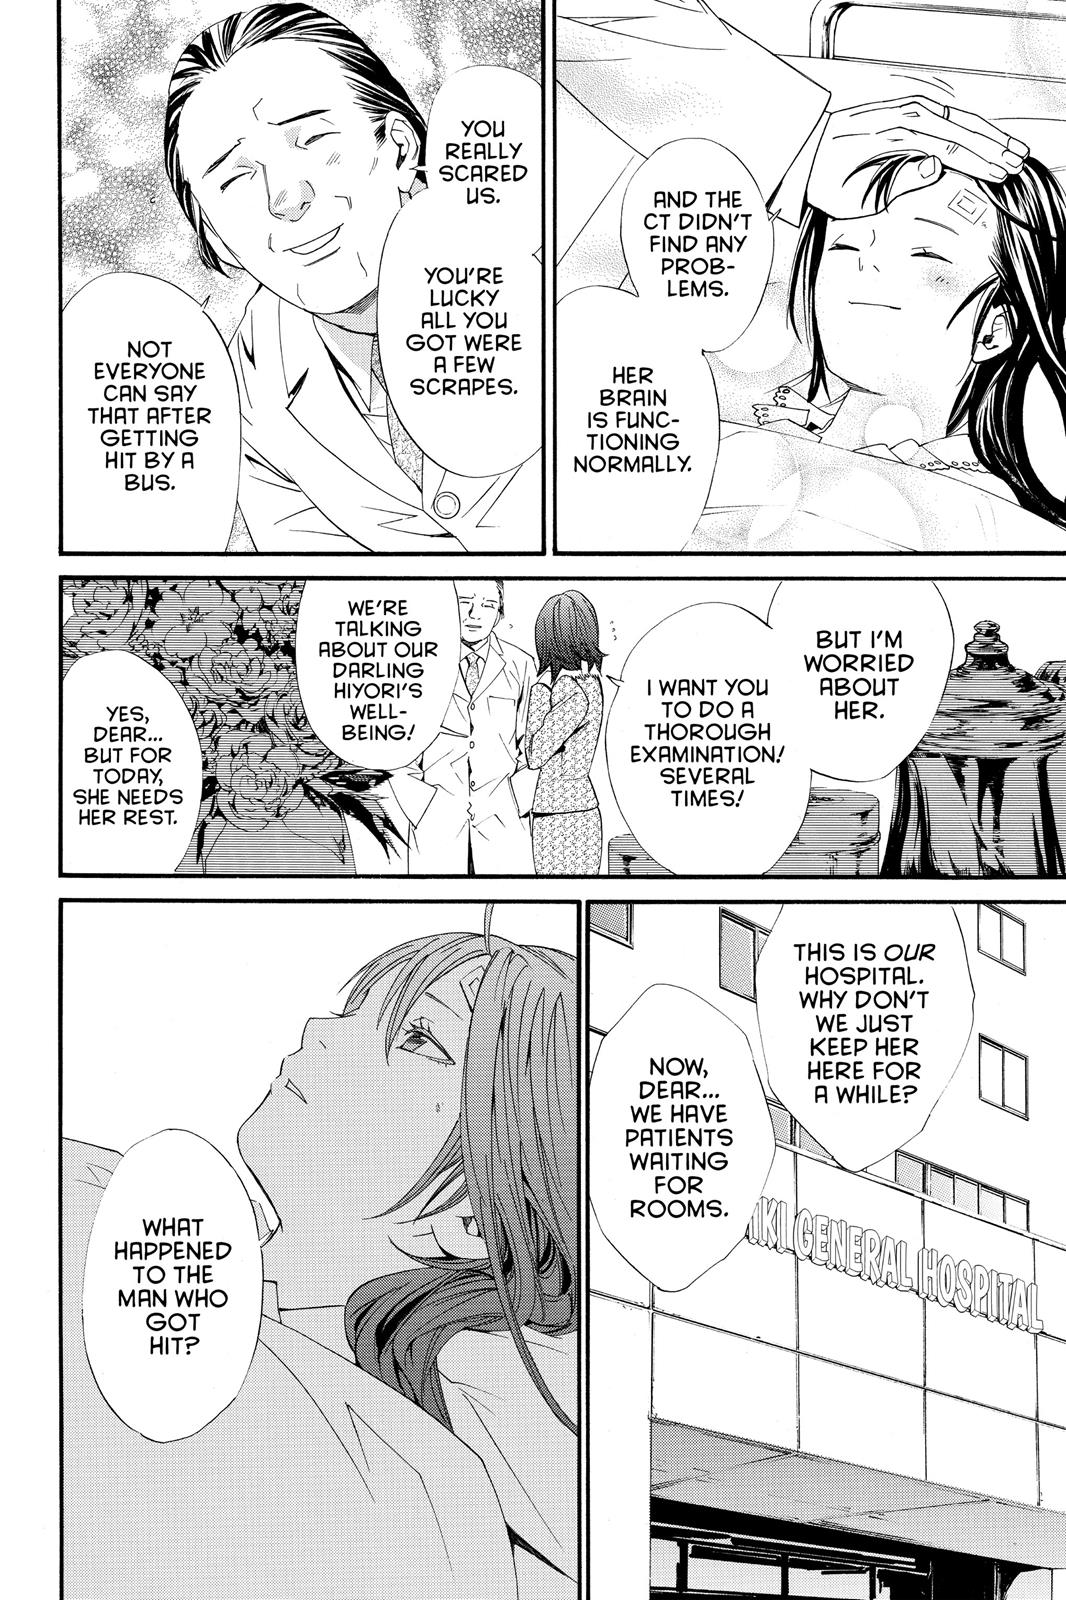 AND THE
CT DIDN'T
FIND ANY
PROB-
LEMS.
HER
BRAIN
IS FUNC-
TIONING
NORMALLY.
YOU
REALLY
SCARED
US.
YOU'RE
LUCKY
ALL YOU
GOT WERE
A FEW
SCRAPES.
NOT
EVERYONE
CAN SAY
THAT AFTER
GETTING
HIT BY A
BUS.
BUT I'M
WORRIED
ABOUT
HER.
I WANT YOU
TO DO A
THOROUGH
EXAMINATION!
SEVERAL
TIMES!
WE'RE
TALKING
ABOUT OUR
DARLING
HIYORI'S
WELL-
BEING!
YES,
DEAR...
BUT FOR
TODAY,
SHE NEEDS
HER REST.
THIS IS OUR
HOSPITAL.
WHY DON'T
WE JUST
KEEP HER
HERE FOR
A WHILE?
NOW,
DEAR...
WE HAVE
PATIENTS
WAITING
FOR
ROOMS.
IKI GENERAL HOSPITAL
WHAT
HAPPENED
TO THE
MAN WHO
GOT
HIT?